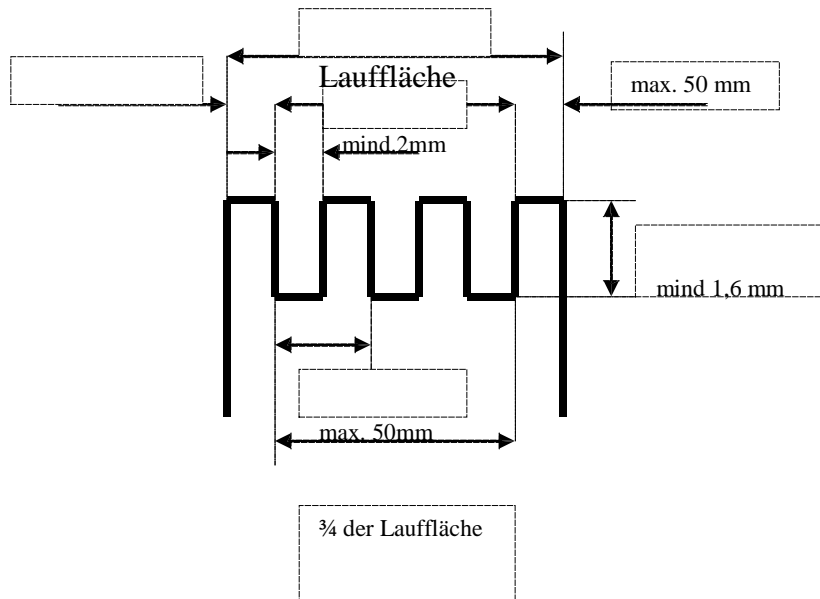 Lauffläche
max. 50 mm
mind.2mm
mind 1,6 mm
max. 50mm
¾ der Lauffläche